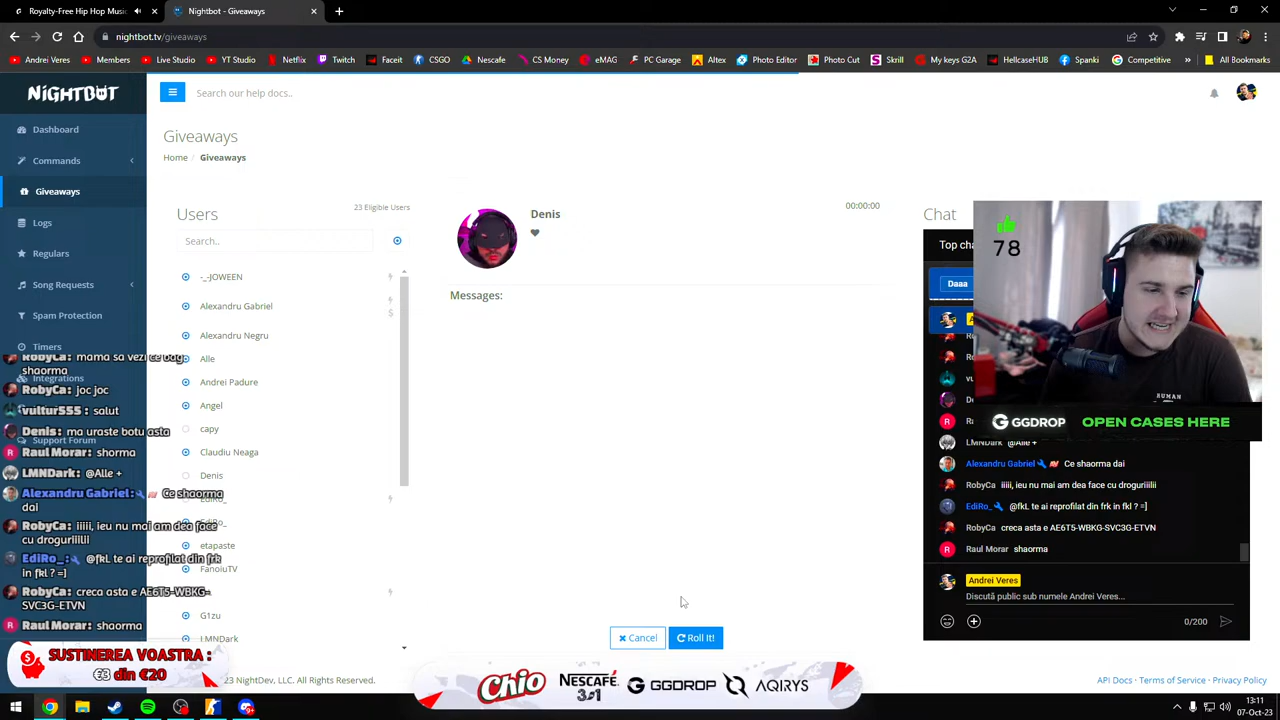 Royalty-Free Hip Hop Music
Nightbot - Giveaways
nightbot.tv/giveaways
Andrei Veres
Members
Live Studio
YT Studio
Netflix
Twitch
Faceit
CSGO
Nescafe
CS Money
eMAG
PC Garage
Altex
Photo Editor
Photo Cut
Skrill
My keys G2A
HellcaseHUB
Spanki
Competitive
All Bookmarks
NIGHTBOT
Search our help docs..
Dashboard
Commands
Giveaways
Logs
Regulars
Song Requests
Spam Protection
Timers
Integrations
Support Forum
Giveaways
Home / Giveaways
Users
23 Eligible Users
Search..
-_-JOWEEN
Alexandru Gabriel
Alexandru Negru
Alle
Andrei Padure
Angel
capy
Claudiu Neaga
Denis
EdiRo_
EdiRo_
etapaste
FanoiuTV
G1zu
LMNDark
Denis
00:00:00
Messages:
Cancel
Roll It!
RobyCa: mama sa vezi ce bag
shaorma
RobyCa: joc joc
vultur555: salut
Denis: ma uraste botu asta
Raul Morar: shorma
LMNDark: @Alle +
Alexandru Gabriel: Ce shaorma
dai
RobyCa: iiiii, ieu nu mai am dea face
cu droguriiilii
EdiRo_: @fkL te ai reprofilat din frk
in fkl ? =]
RobyCa: creca asta e AE6T5-WBKG-
SVC3G-ETVN
Raul Morar: shaorma
Chat
Top cha
Daaa
78
HUMAN
GGDROP OPEN CASES HERE
LMNDark @Alle +
Alexandru Gabriel Ce shaorma dai
RobyCa iiiii, ieu nu mai am dea face cu droguriiilii
EdiRo_ @fkL te ai reprofilat din frk in fkl ? =]
RobyCa creca asta e AE6T5-WBKG-SVC3G-ETVN
Raul Morar shaorma
Andrei Veres
Discută public sub numele Andrei Veres...
0/200
SUSTINEREA VOASTRA :
€3 din €20
23 NightDev, LLC. All Rights Reserved.
Chio
NESCAFÉ
3in1
GGDROP
AQIRYS
API Docs - Terms of Service - Privacy Policy
13:11
07-Oct-23